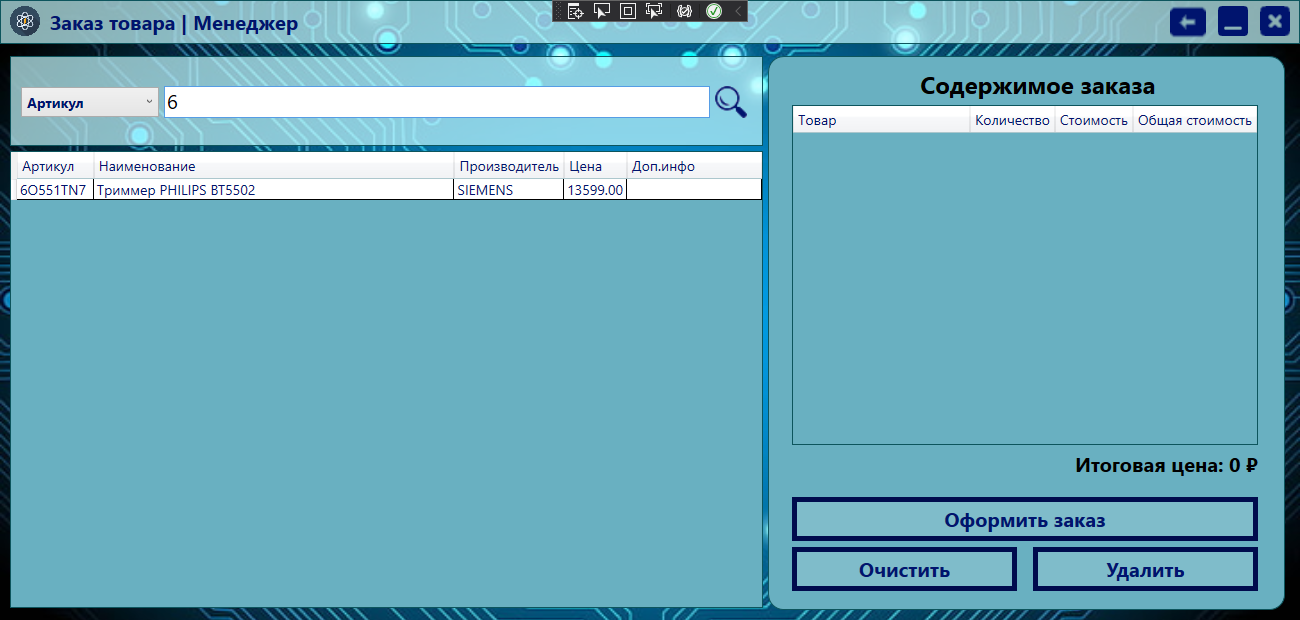 Заказ товара | Менеджер
Артикул
6
Артикул Наименование Производитель Цена Доп.инфо
6O551TN7 Триммер PHILIPS BT5502 SIEMENS 13599.00
Содержимое заказа
Товар Количество Стоимость Общая стоимость
Итоговая цена: 0 ₽
Оформить заказ
Очистить Удалить